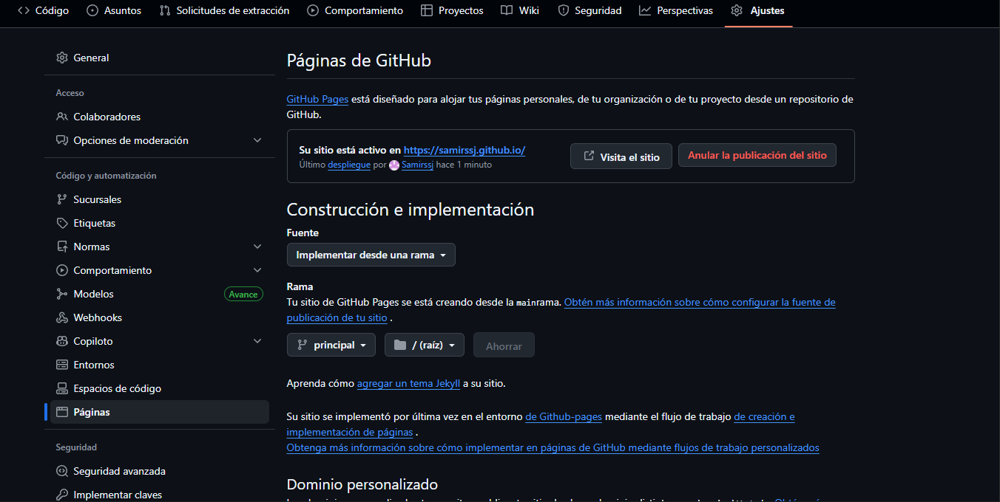 Código Asuntos Solicitudes de extracción Comportamiento Proyectos Wiki Seguridad Perspectivas Ajustes
General
Acceso
Colaboradores
Opciones de moderación
Código y automatización
Sucursales
Etiquetas
Normas
Comportamiento
Modelos Avance
Webhooks
Copiloto
Entornos
Espacios de código
Páginas
Seguridad
Seguridad avanzada
Implementar claves
Páginas de GitHub
GitHub Pages está diseñado para alojar tus páginas personales, de tu organización o de tu proyecto desde un repositorio de
GitHub.
Su sitio está activo en https://samirssj.github.io/
Último despliegue por Samirssj hace 1 minuto
Visita el sitio
Anular la publicación del sitio
Construcción e implementación
Fuente
Implementar desde una rama
Rama
Tu sitio de GitHub Pages se está creando desde la mainrama. Obtén más información sobre cómo configurar la fuente de
publicación de tu sitio .
principal / (raíz) Ahorrar
Aprenda cómo agregar un tema Jekyll a su sitio.
Su sitio se implementó por última vez en el entorno de Github-pages mediante el flujo de trabajo de creación e
implementación de páginas .
Obtenga más información sobre cómo implementar en páginas de GitHub mediante flujos de trabajo personalizados
Dominio personalizado